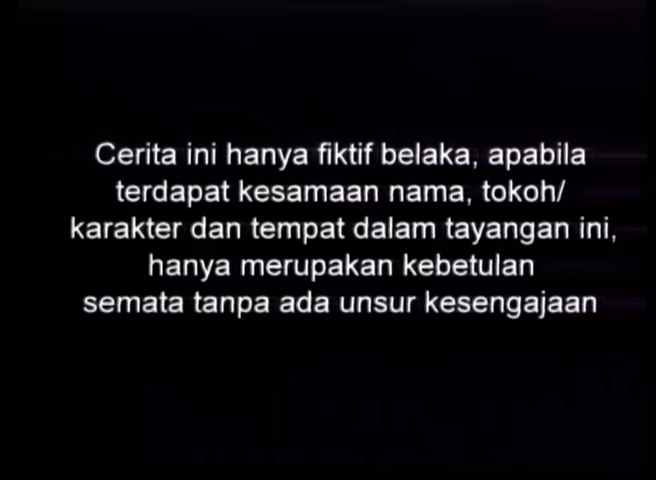 Cerita ini hanya fiktif belaka, apabila
terdapat kesamaan nama, tokoh/
karakter dan tempat dalam tayangan ini,
hanya merupakan kebetulan
semata tanpa ada unsur kesengajaan